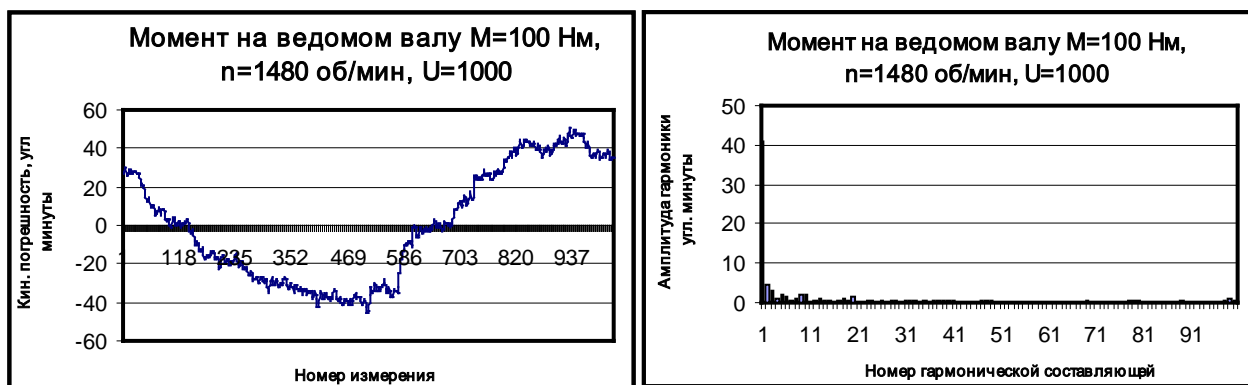 Момент на ведомом валу М=100 Нм,
n=1480 об/мин, U=1000
Кин. погрешность, угл
минуты
60
40
20
0
-20
-40
-60
118 235 352 469 586 703 820 937
Номер измерения
Момент на ведомом валу М=100 Нм,
n=1480 об/мин, U=1000
Амплитуда гармоники
угл. минуты
50
40
30
20
10
0
1 11 21 31 41 51 61 71 81 91
Номер гармонической составляющей